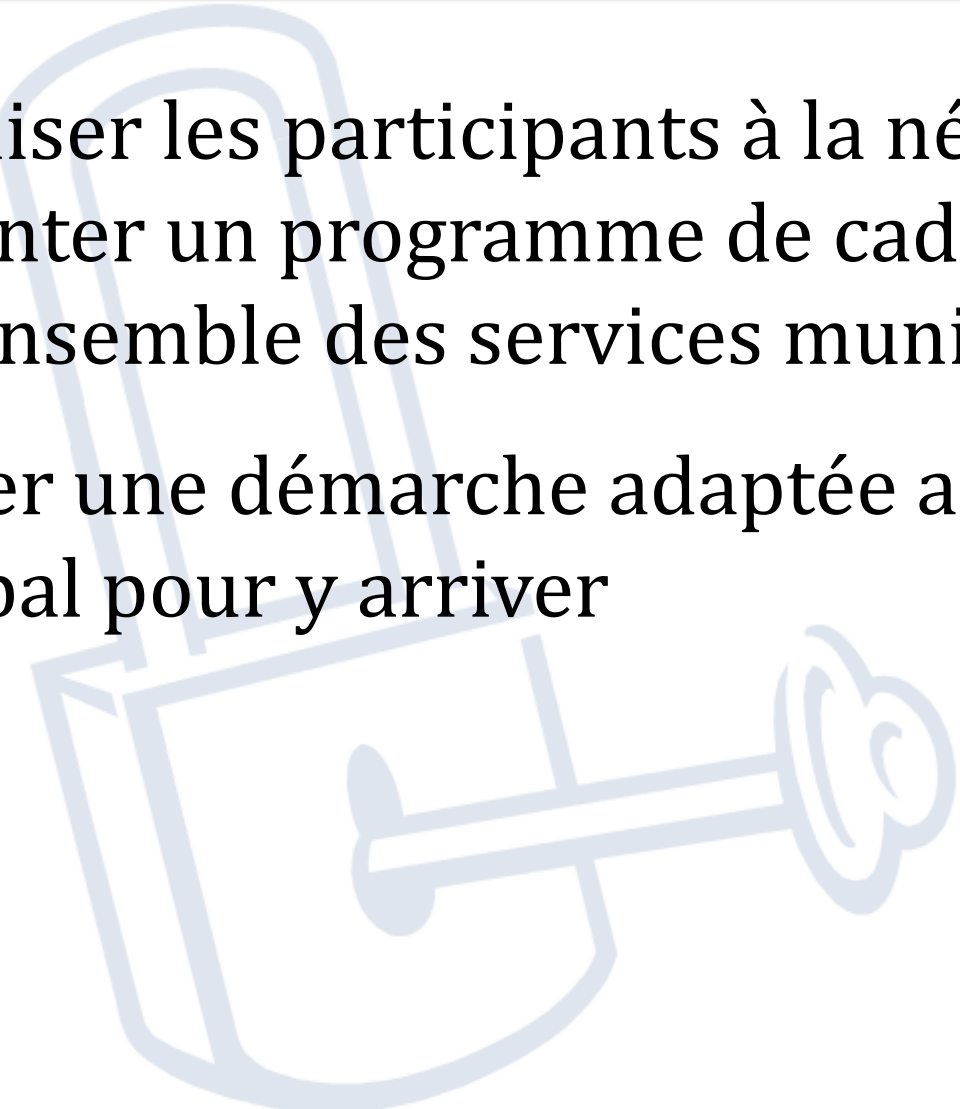 iser les participants à la né
nter un programme de cad
nsemble des services muni
er une démarche adaptée a
pal pour y arriver